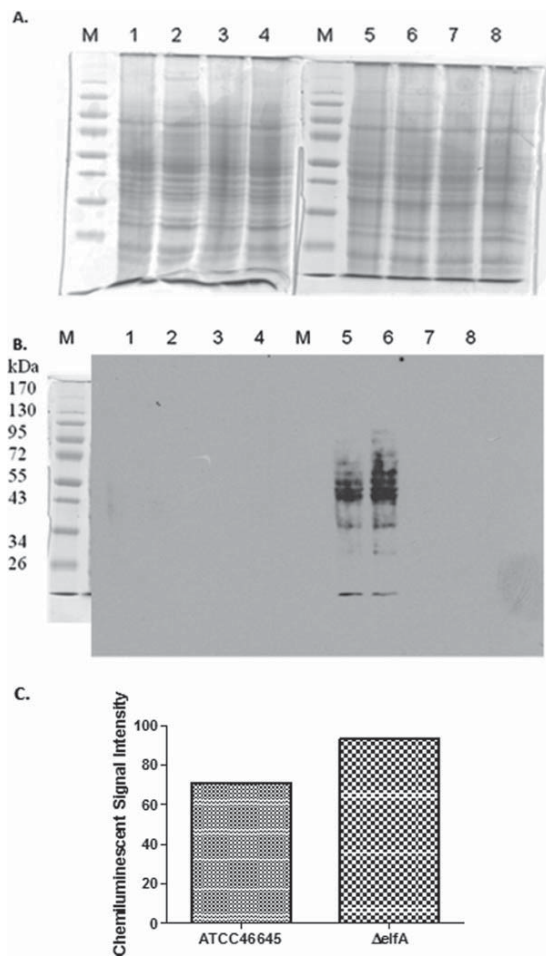 A.
M 1 2 3 4 M 5 6 7 8
B.
M 1 2 3 4 M 5 6 7 8
kDa
170
130
95
72
55
43
34
26
C.
Chemiluminescent Signal Intensity
100
80
60
40
20
0
ATCC46645 ΔelfA